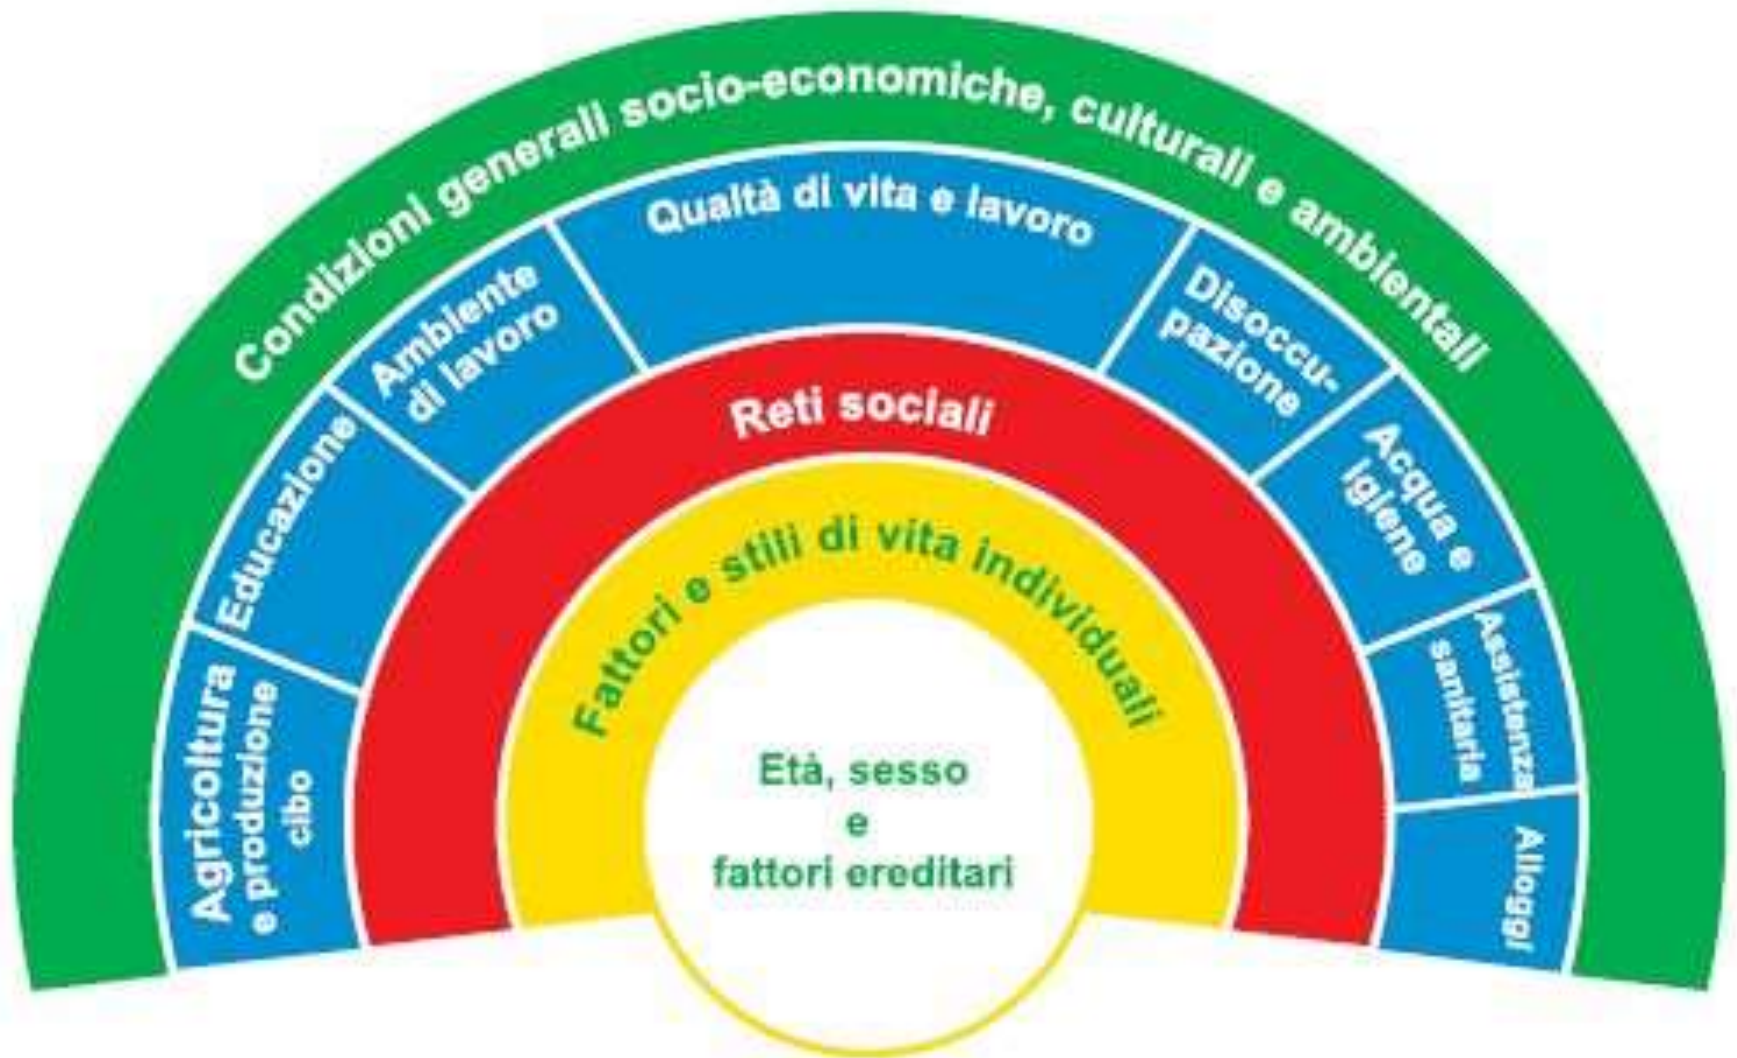 Condizioni generali socio-economiche, culturali e ambientali
Agricoltura
e produzione
cibo
Educazione
Ambiente
di lavoro
Qualtà di vita e lavoro
Disoccu-
pazione
Acqua e
igiene
Assistenza
sanitaria
Alloggi
Reti sociali
Fattori e stili di vita individuali
Età, sesso
e
fattori ereditari